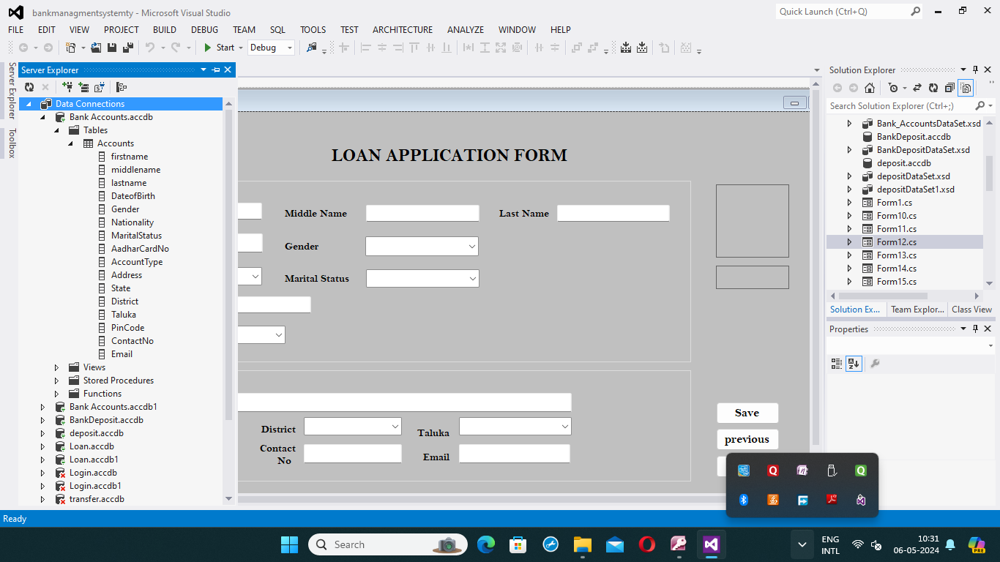 bankmanagmentsystemty - Microsoft Visual Studio
Quick Launch (Ctrl+Q)
FILE EDIT VIEW PROJECT BUILD DEBUG TEAM SQL TOOLS TEST ARCHITECTURE ANALYZE WINDOW HELP
Start Debug
Server Explorer
Toolbox
Server Explorer
Data Connections
Bank Accounts.accdb
Tables
Accounts
firstname
middlename
lastname
DateofBirth
Gender
Nationality
MaritalStatus
AadharCardNo
AccountType
Address
State
District
Taluka
PinCode
ContactNo
Email
Views
Stored Procedures
Functions
Bank Accounts.accdb1
BankDeposit.accdb
deposit.accdb
Loan.accdb
Loan.accdb1
Login.accdb
Login.accdb1
transfer.accdb
LOAN APPLICATION FORM
Middle Name Last Name
Gender
Marital Status
District Taluka
Contact No Email
Save
previous
Solution Explorer
Search Solution Explorer (Ctrl+;)
Bank_AccountsDataSet.xsd
BankDeposit.accdb
BankDepositDataSet.xsd
deposit.accdb
depositDataSet.xsd
depositDataSet1.xsd
Form1.cs
Form10.cs
Form11.cs
Form12.cs
Form13.cs
Form14.cs
Form15.cs
Solution Ex... Team Explor... Class View
Properties
Ready
Search
ENG
INTL
10:31
06-05-2024
PRE